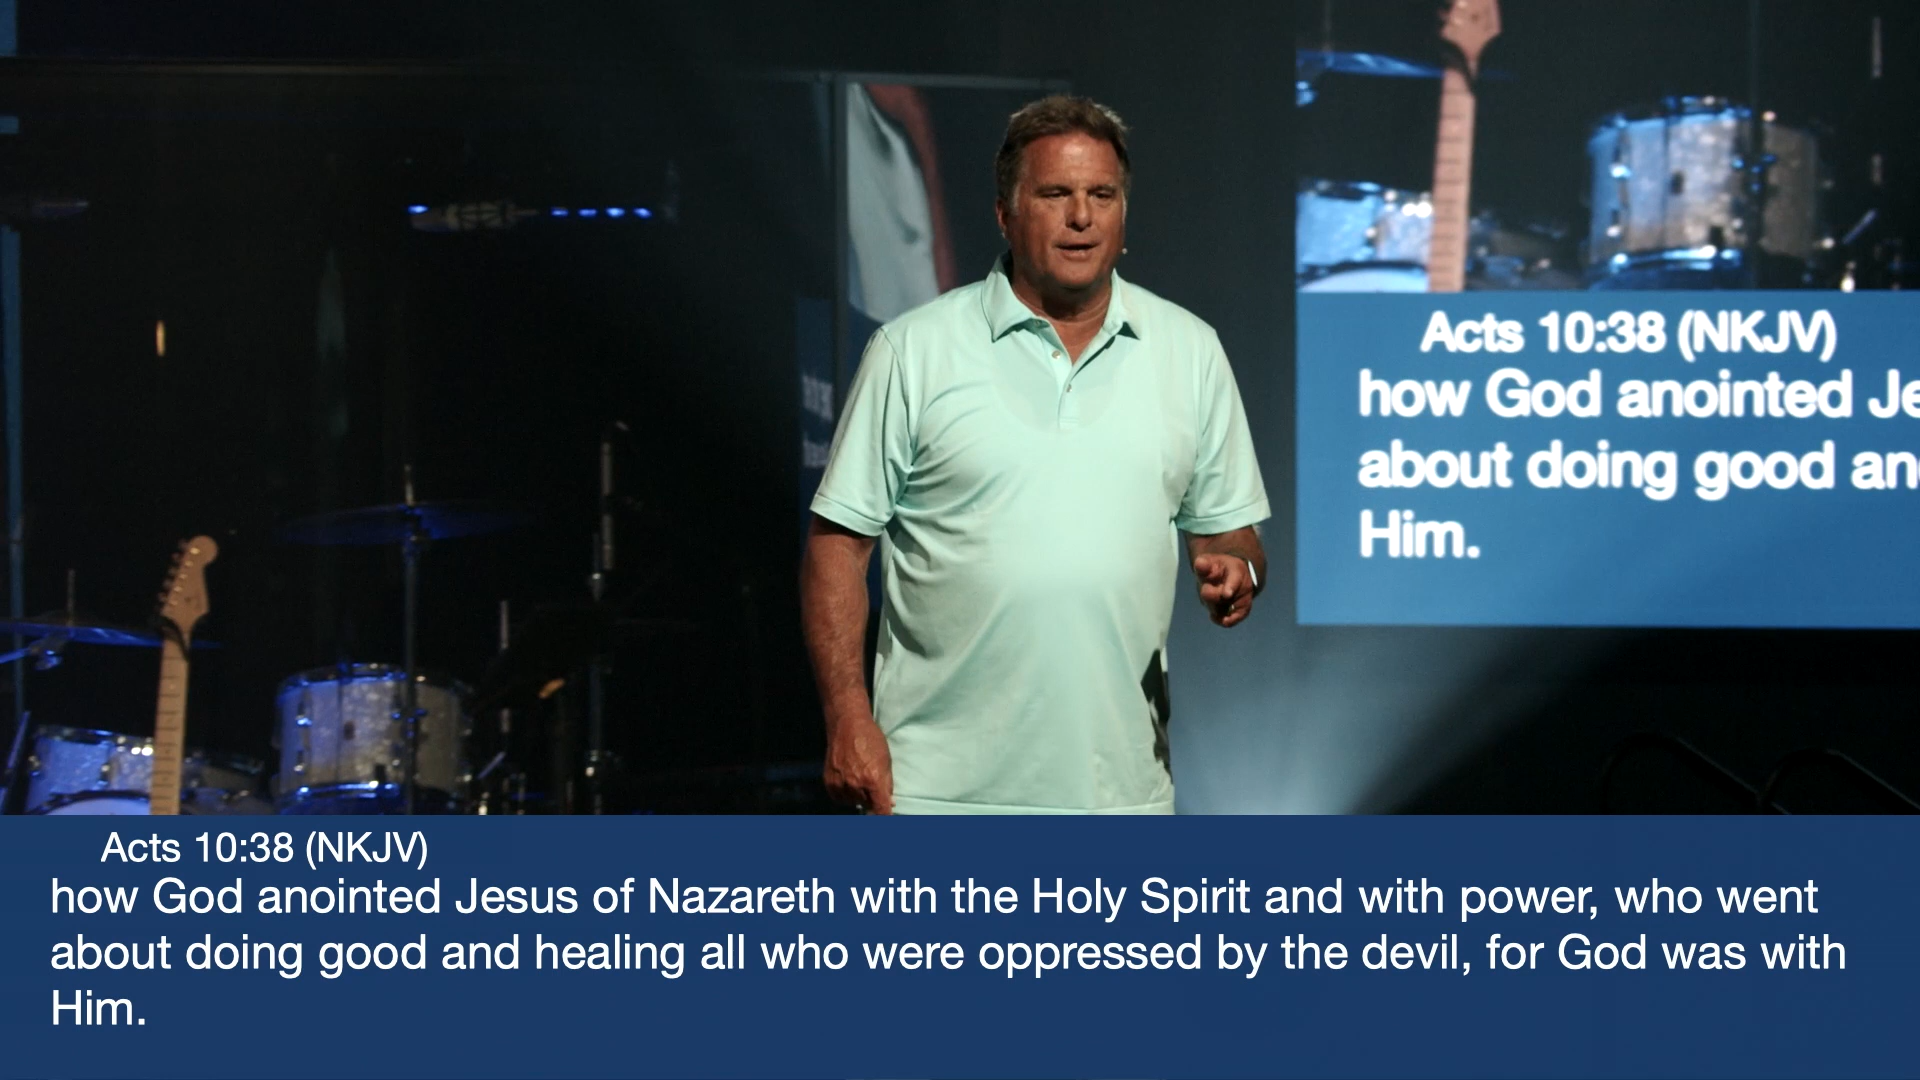 Acts 10:38 (NKJV)
how God anointed Je
about doing good an
Him.
Acts 10:38 (NKJV)
how God anointed Jesus of Nazareth with the Holy Spirit and with power, who went
about doing good and healing all who were oppressed by the devil, for God was with
Him.